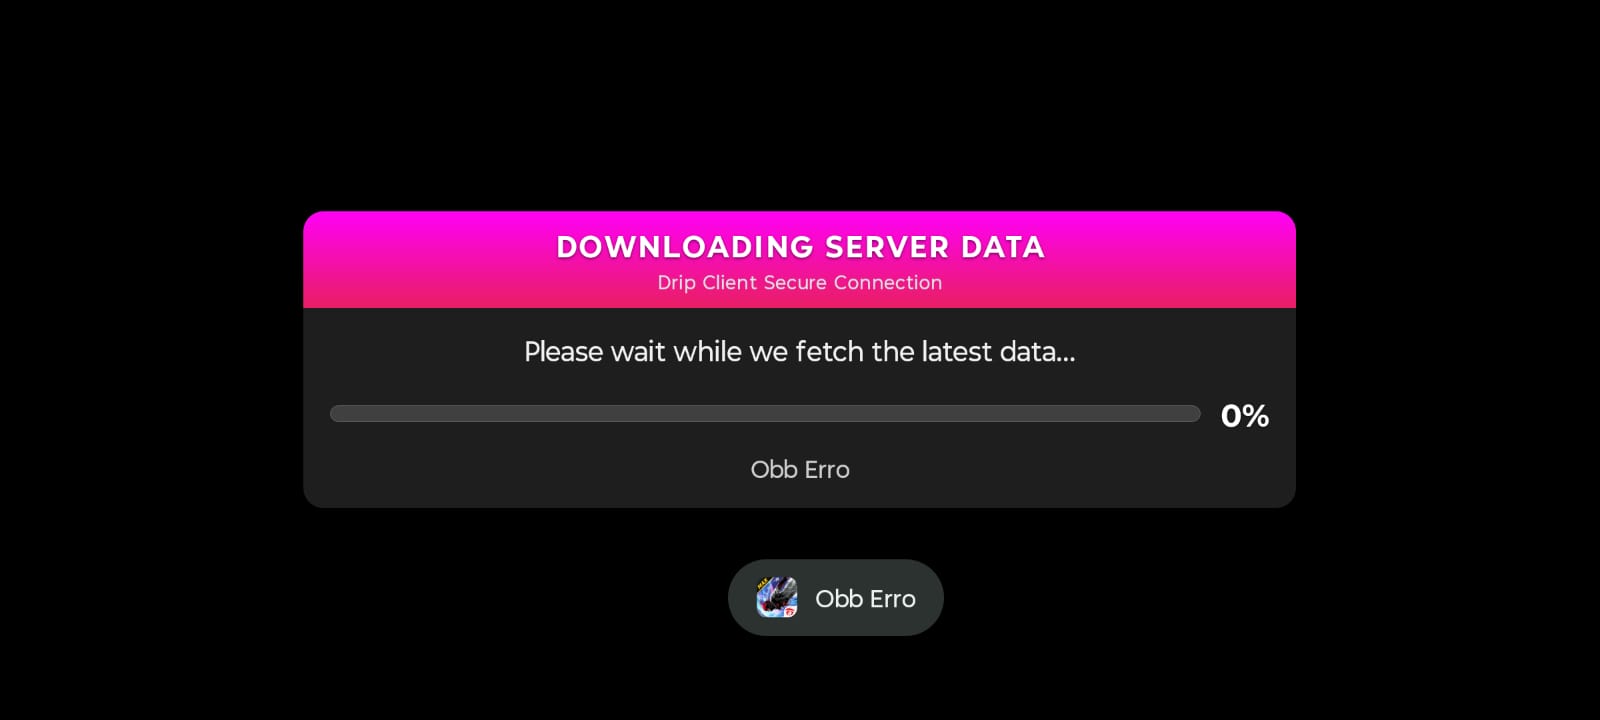 DOWNLOADING SERVER DATA
Drip Client Secure Connection
Please wait while we fetch the latest data...
0%
Obb Erro
MAX
Obb Erro